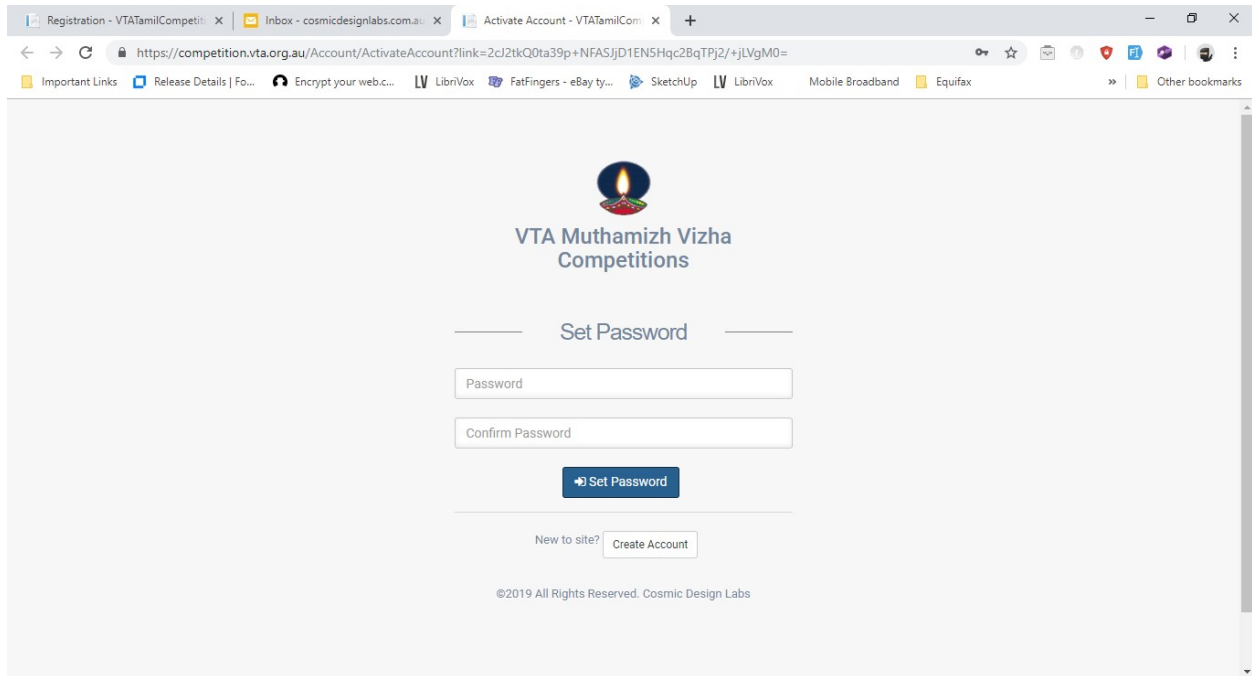 Registration - VTATamilCompetiti
Inbox - cosmicdesignlabs.com.au
Activate Account - VTATamilCom
https://competition.vta.org.au/Account/ActivateAccount?link=2cJ2tkQ0ta39p+NFASJjD1EN5Hqc2BqTPj2/+jLVgM0=
Important Links Release Details | Fo... Encrypt your web.c... LibriVox FatFingers - eBay ty... SketchUp LibriVox Mobile Broadband Equifax » Other bookmarks
VTA Muthamizh Vizha
Competitions
Set Password
Password
Confirm Password
Set Password
New to site? Create Account
©2019 All Rights Reserved. Cosmic Design Labs